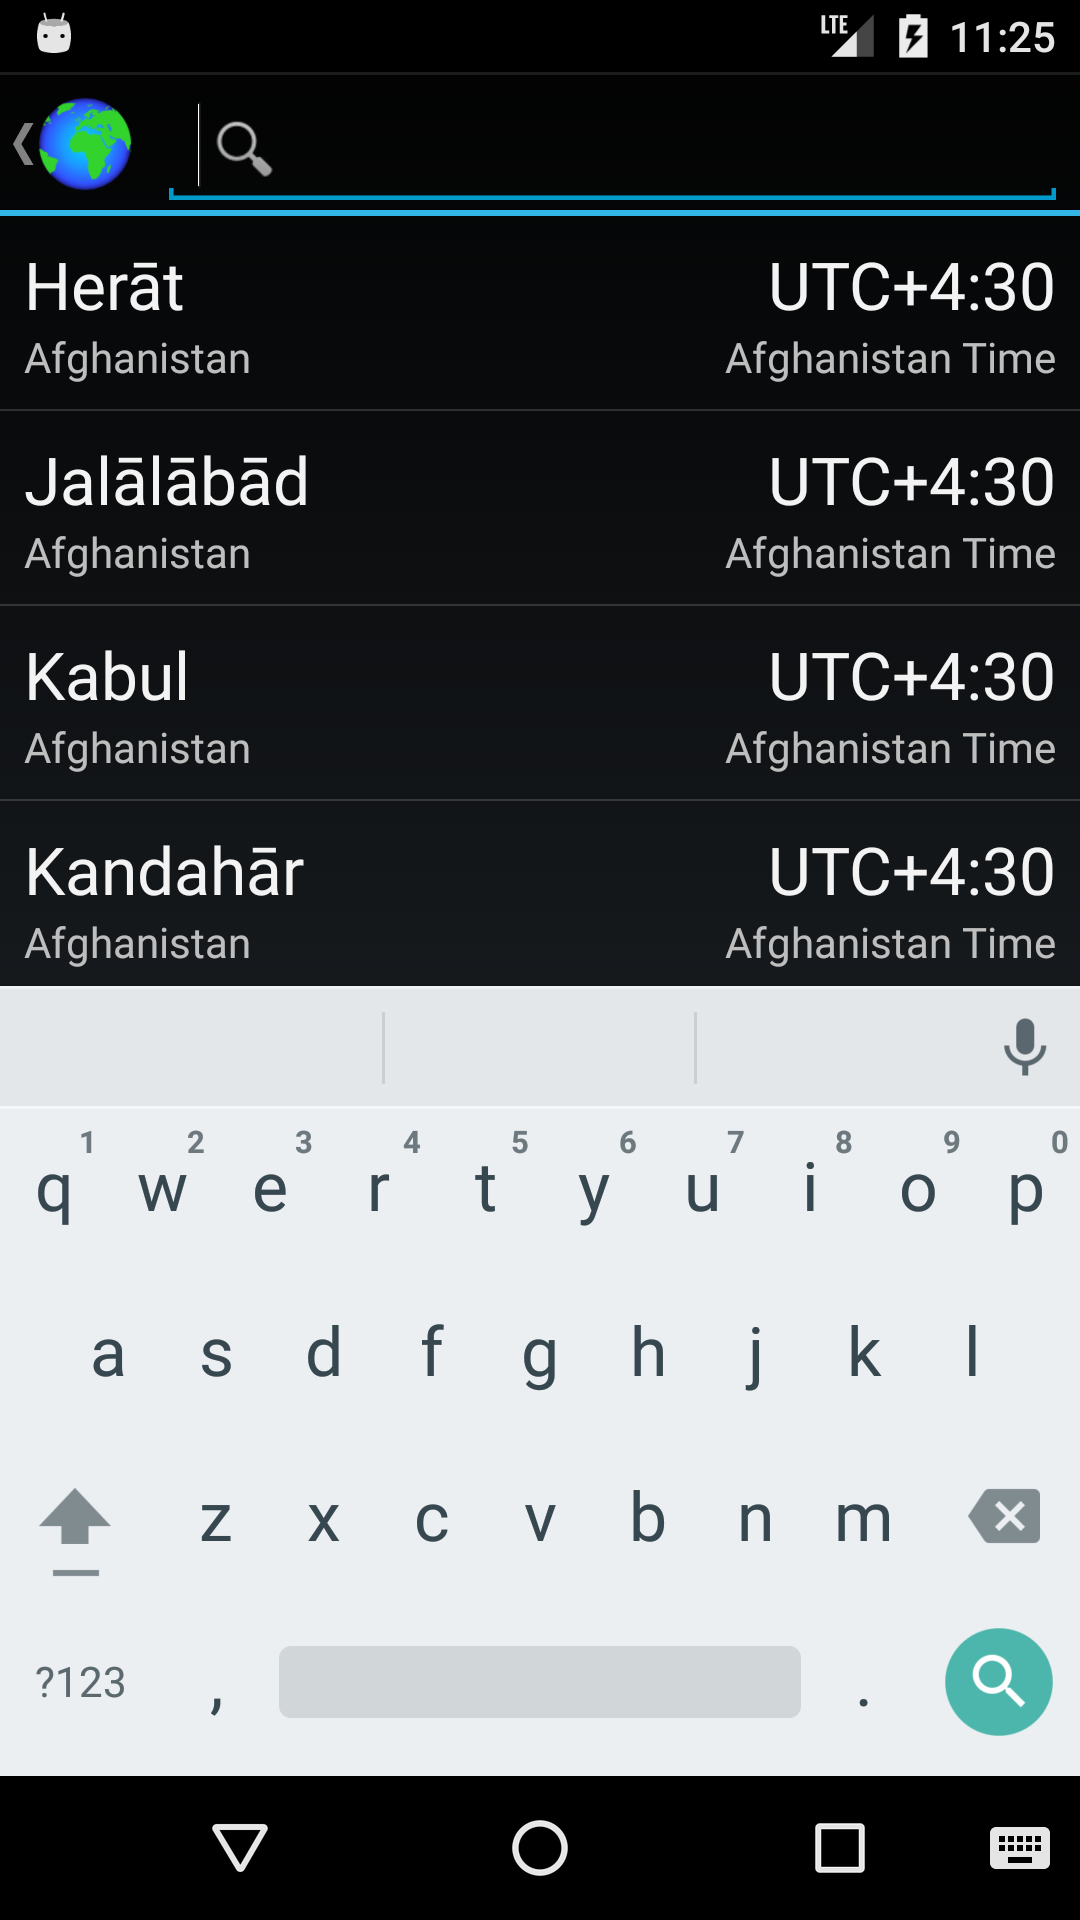 LTE 11:25
Herāt UTC+4:30
Afghanistan Afghanistan Time
Jalālābād UTC+4:30
Afghanistan Afghanistan Time
Kabul UTC+4:30
Afghanistan Afghanistan Time
Kandahār UTC+4:30
Afghanistan Afghanistan Time
1 2 3 4 5 6 7 8 9 0
q w e r t y u i o p
a s d f g h j k l
z x c v b n m
?123 , .